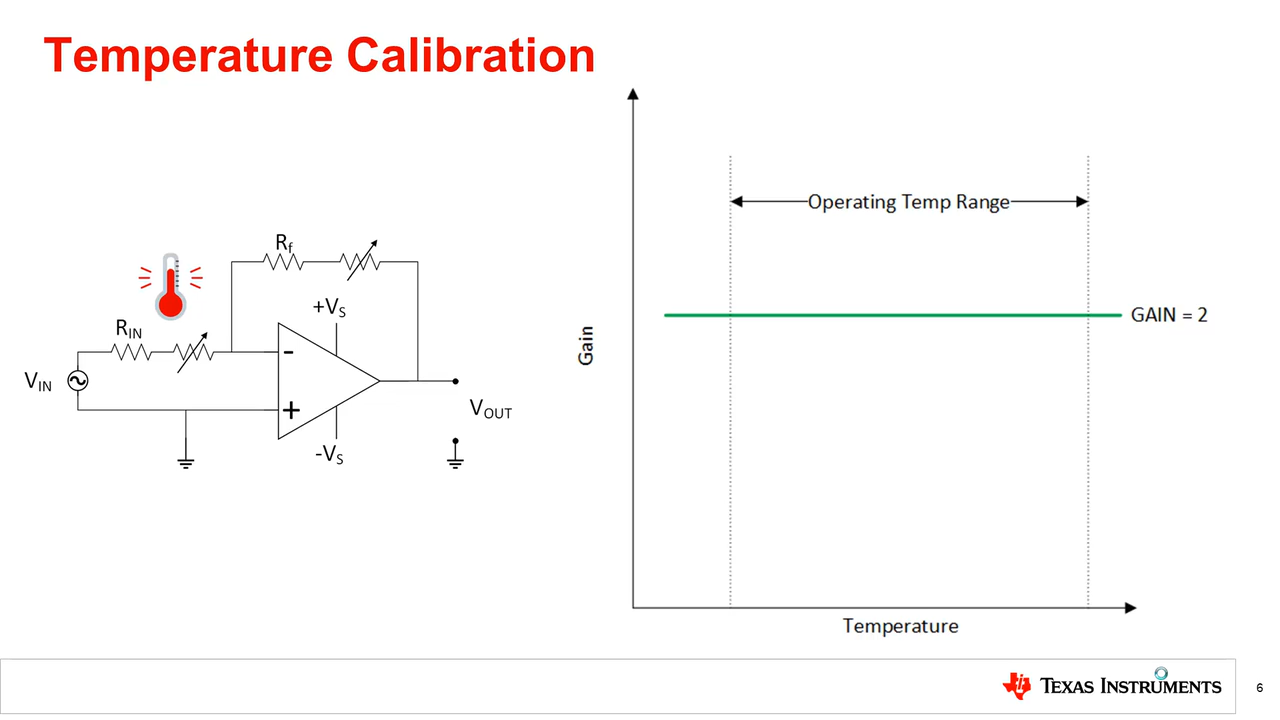 Temperature Calibration
Rf
+VS
RIN
-
VIN
+
VOUT
-VS
Operating Temp Range
GAIN = 2
Gain
Temperature
TEXAS INSTRUMENTS
6